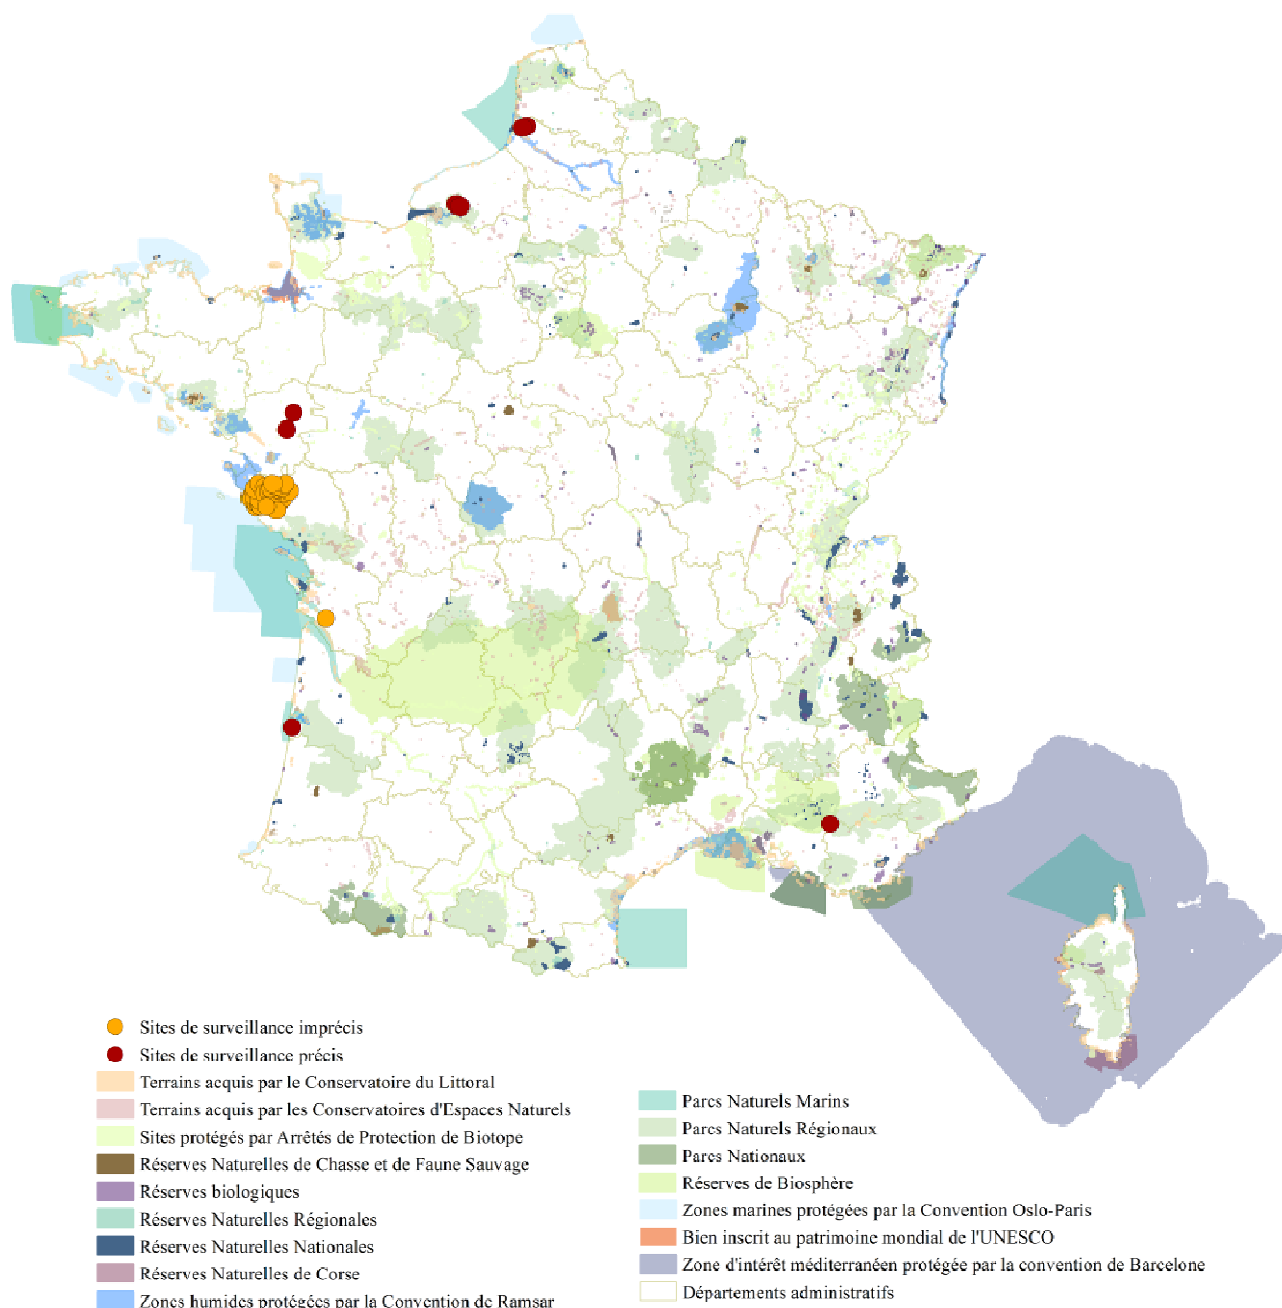 Sites de surveillance imprécis
Sites de surveillance précis
Terrains acquis par le Conservatoire du Littoral
Terrains acquis par les Conservatoires d'Espaces Naturels
Sites protégés par Arrêtés de Protection de Biotope
Réserves Naturelles de Chasse et de Faune Sauvage
Réserves biologiques
Réserves Naturelles Régionales
Réserves Naturelles Nationales
Réserves Naturelles de Corse
Zones humides protégées par la Convention de Ramsar
Parcs Naturels Marins
Parcs Naturels Régionaux
Parcs Nationaux
Réserves de Biosphère
Zones marines protégées par la Convention Oslo-Paris
Bien inscrit au patrimoine mondial de l'UNESCO
Zone d'intérêt méditerranéen protégée par la convention de Barcelone
Départements administratifs